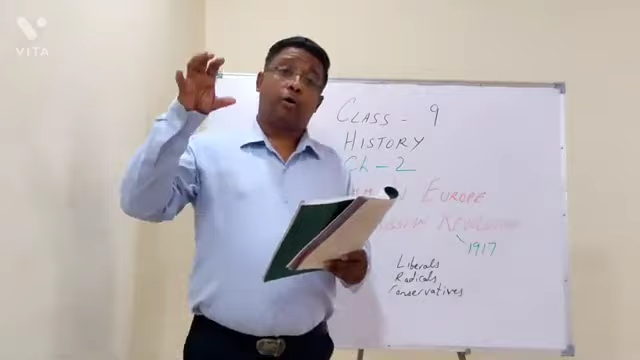 VITA
CLASS - 9
HISTORY
Ch - 2
EUROPE
REVOLUTION
1917
Liberals
Radicals
Conservatives